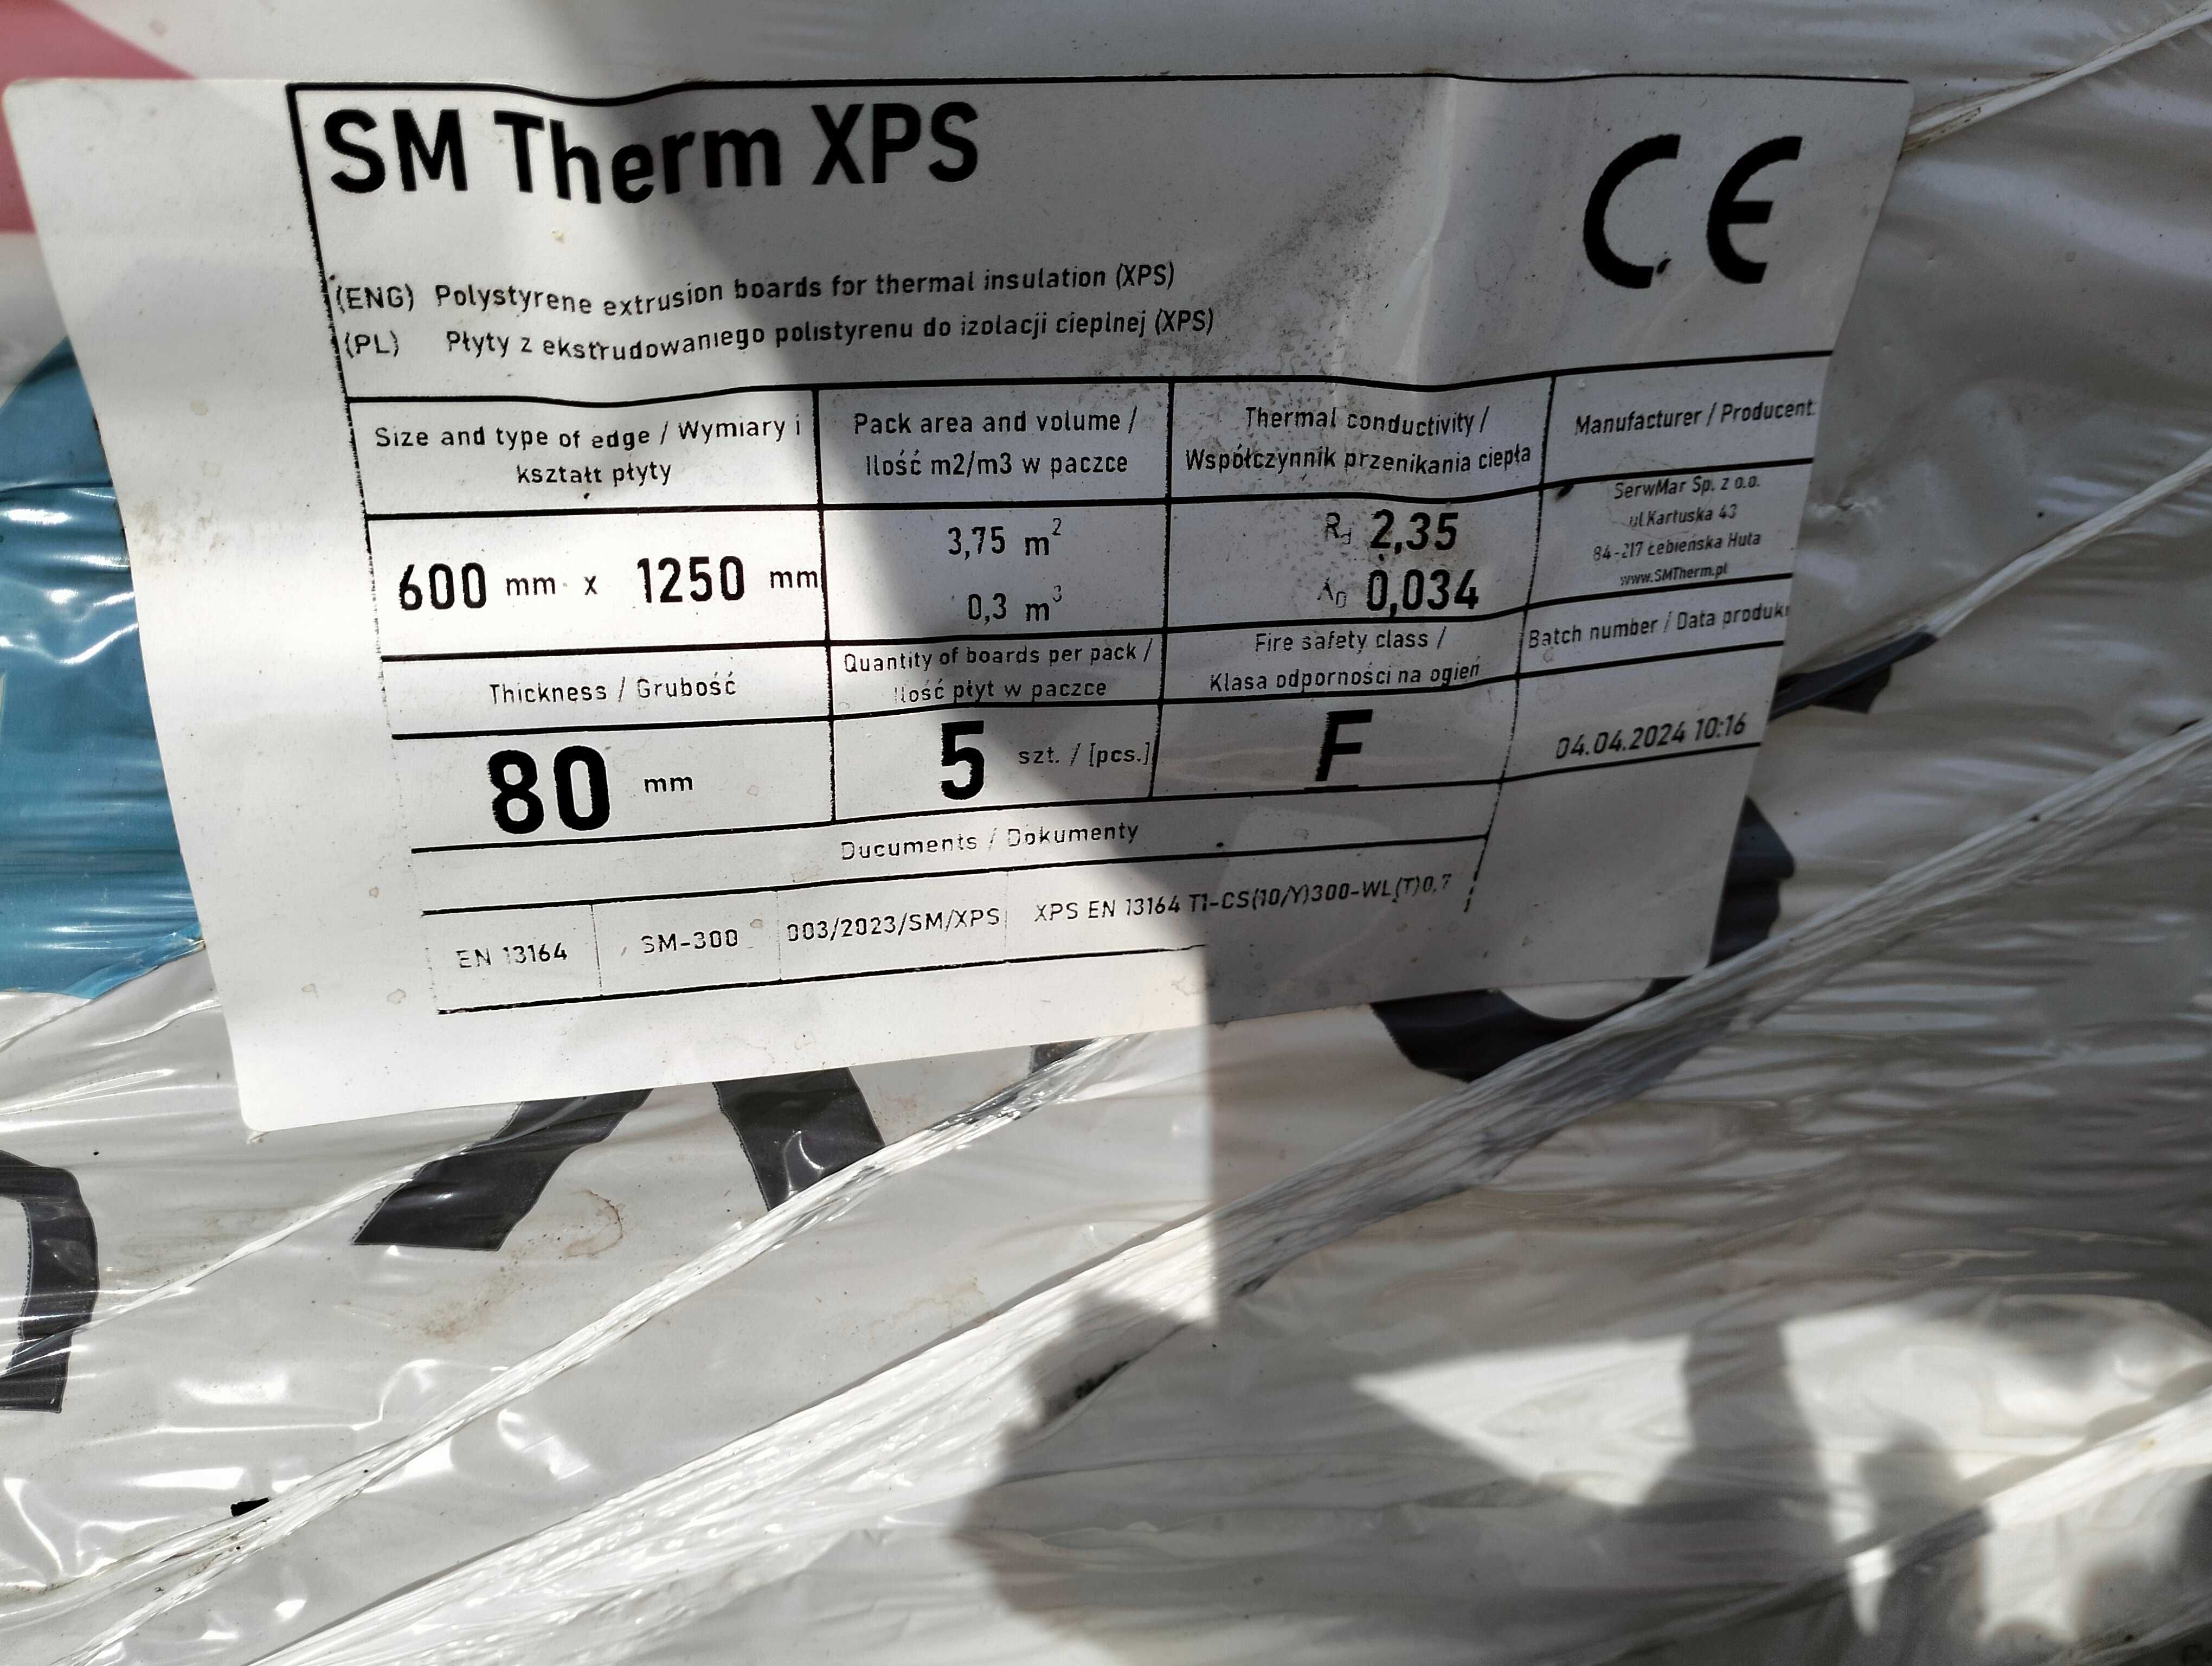 SM Therm XPS
CE
(ENG) Polystyrene extrusion boards for thermal insulation (XPS)
(PL) Płyty z ekstrudowaniego polistyrenu do izolacji cieplnej (XPS)
Size and type of edge / Wymiary i
kształt płyty
Pack area and volume /
Ilość m2/m3 w paczce
Thermal conductivity /
Współczynnik przenikania ciepła
Manufacturer / Producent:
600 mm x 1250 mm
3,75 m²
0,3 m³
Rd 2,35
λD 0,034
SerwMar Sp. z o.o.
ul.Kartuska 43
84-217 Łebieńska Huta
www.SMTherm.pl
Thickness / Grubość
Quantity of boards per pack /
Ilość płyt w paczce
Fire safety class /
Klasa odporności na ogień
Batch number / Data produk
80 mm
5 szt. / [pcs.]
F
04.04.2024 10:16
Ducuments / Dokumenty
EN 13164 SM-300 003/2023/SM/XPS XPS EN 13164 T1-CS(10/Y)300-WL(T)0,7